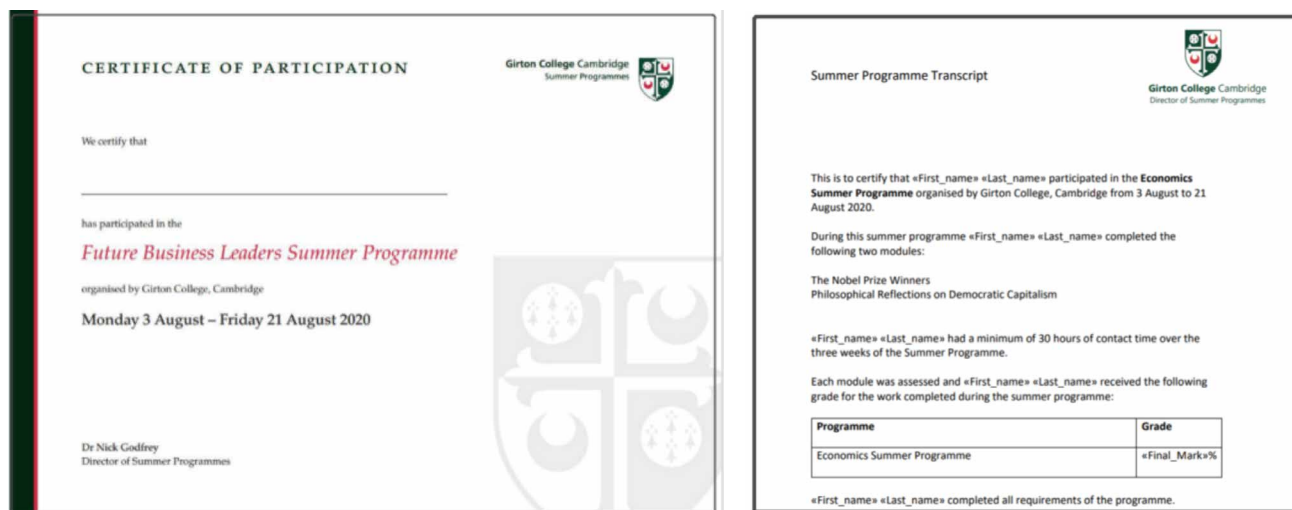 CERTIFICATE OF PARTICIPATION
Girton College Cambridge
Summer Programmes
We certify that
has participated in the
Future Business Leaders Summer Programme
organised by Girton College, Cambridge
Monday 3 August – Friday 21 August 2020
Dr Nick Godfrey
Director of Summer Programmes
Summer Programme Transcript
Girton College Cambridge
Director of Summer Programmes
This is to certify that «First_name» «Last_name» participated in the Economics
Summer Programme organised by Girton College, Cambridge from 3 August to 21
August 2020.
During this summer programme «First_name» «Last_name» completed the
following two modules:
The Nobel Prize Winners
Philosophical Reflections on Democratic Capitalism
«First_name» «Last_name» had a minimum of 30 hours of contact time over the
three weeks of the Summer Programme.
Each module was assessed and «First_name» «Last_name» received the following
grade for the work completed during the summer programme:
Programme Grade
Economics Summer Programme «Final_Mark»%
«First_name» «Last_name» completed all requirements of the programme.